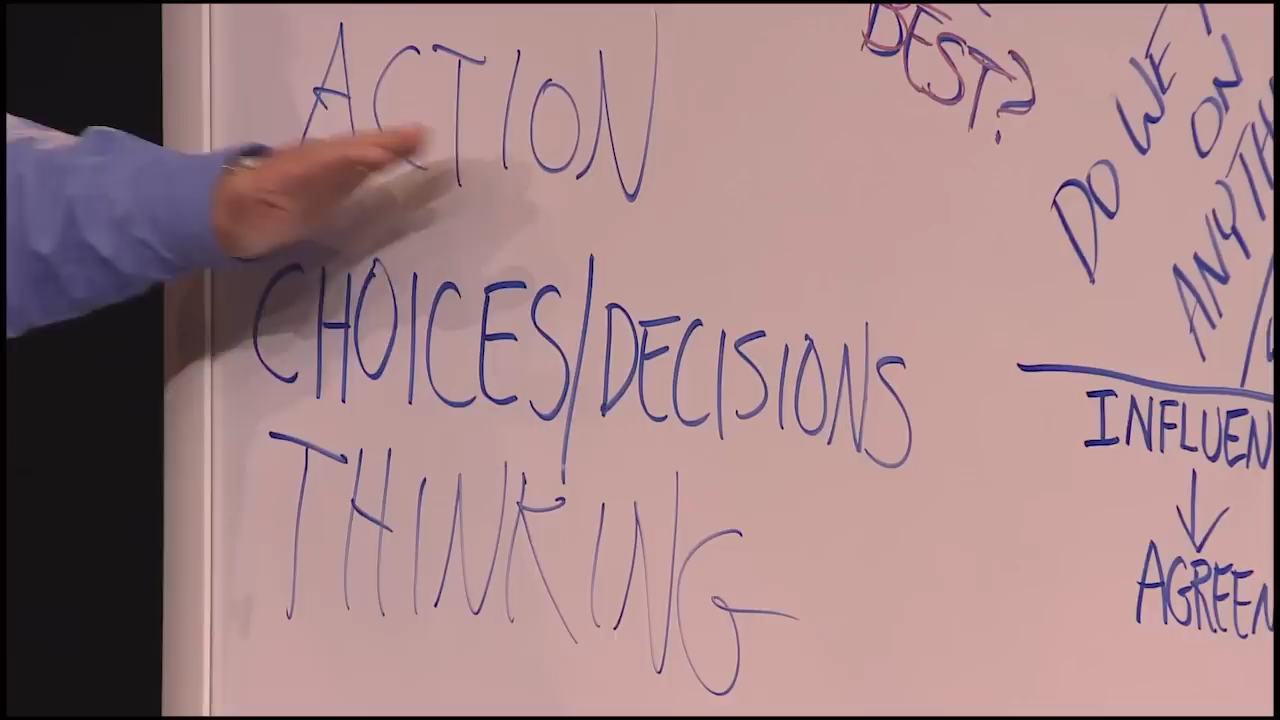 ACTION
CHOICES/DECISIONS
THINKING
BEST?
DO WE
ON
INFLUEN
AGREEN